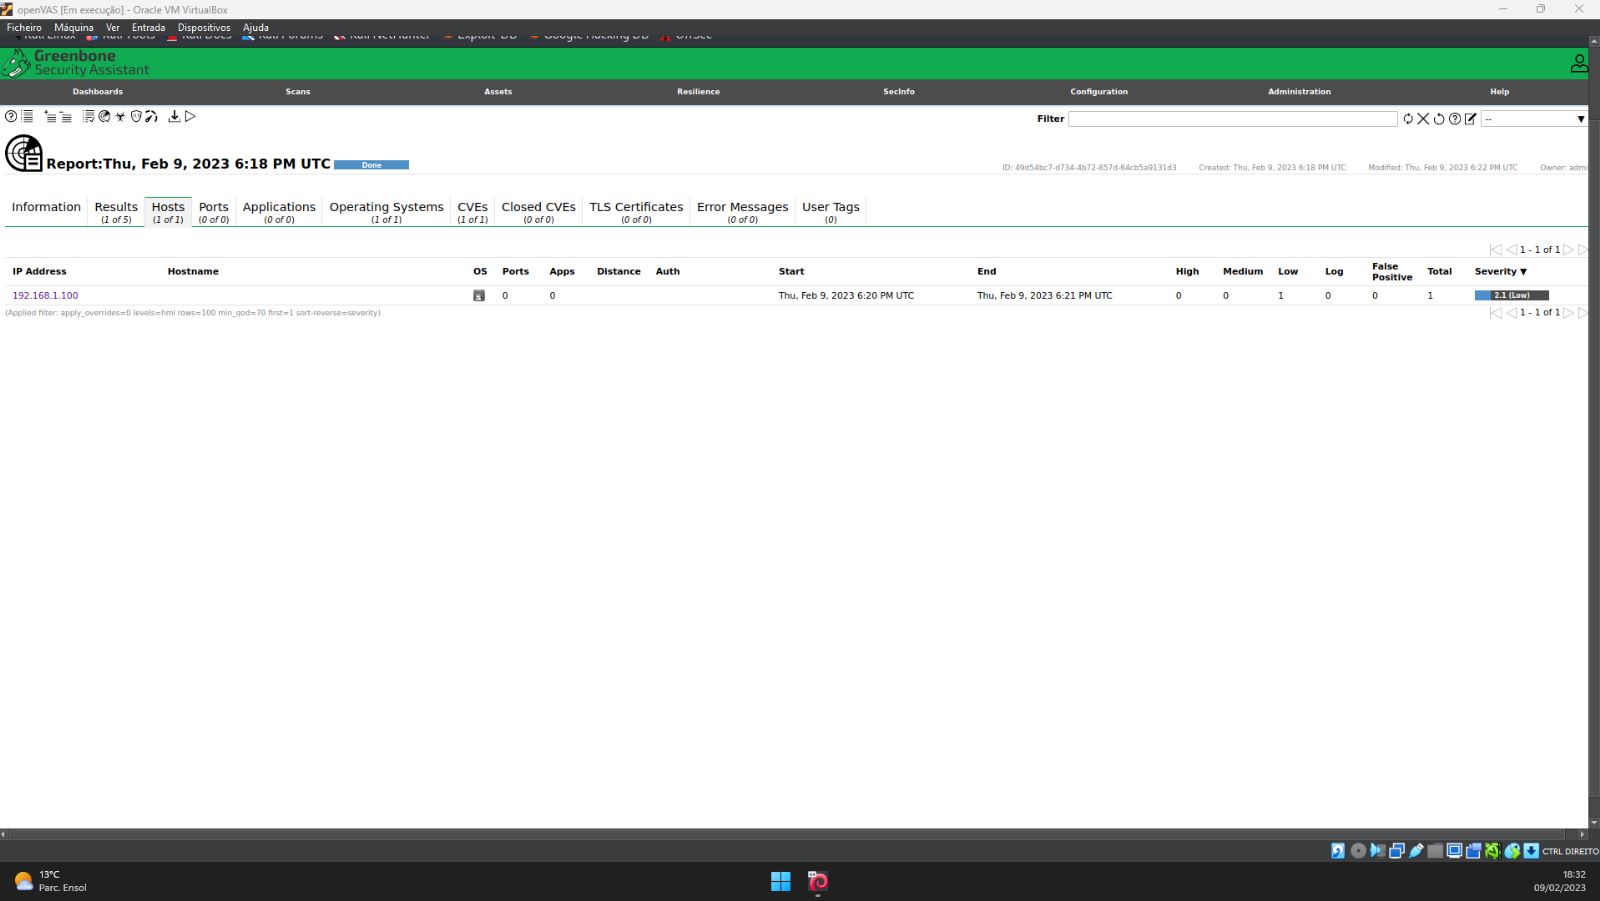 openVAS [Em execução] - Oracle VM VirtualBox
Ficheiro Máquina Ver Entrada Dispositivos Ajuda
Kali Linux Kali Tools Kali Docs Kali Forums Kali NetHunter Exploit-DB Google Hacking DB OffSec
Greenbone
Security Assistant
Dashboards Scans Assets Resilience SecInfo Configuration Administration Help
Filter --
Report:Thu, Feb 9, 2023 6:18 PM UTC Done
ID: 49d54bc7-d734-4b72-857d-64cb5a9131d3 Created: Thu, Feb 9, 2023 6:18 PM UTC Modified: Thu, Feb 9, 2023 6:22 PM UTC Owner: admi
Information Results Hosts Ports Applications Operating Systems CVEs Closed CVEs TLS Certificates Error Messages User Tags
(1 of 5) (1 of 1) (0 of 0) (0 of 0) (1 of 1) (1 of 1) (0 of 0) (0 of 0) (0 of 0) (0)
1 - 1 of 1
IP Address Hostname OS Ports Apps Distance Auth Start End High Medium Low Log False Positive Total Severity ▼
192.168.1.100 0 0 Thu, Feb 9, 2023 6:20 PM UTC Thu, Feb 9, 2023 6:21 PM UTC 0 0 1 0 0 1 2.1 (Low)
(Applied filter: apply_overrides=0 levels=hml rows=100 min_qod=70 first=1 sort-reverse=severity)
1 - 1 of 1
CTRL DIREITO
13°C
Parc. Ensol
18:32
09/02/2023